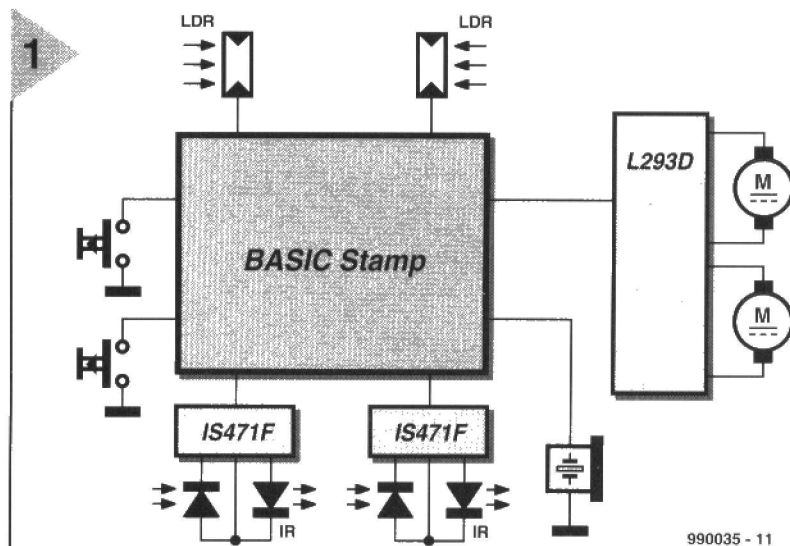 1
LDR
LDR
L293D
M
BASIC Stamp
M
IS471F
IS471F
IR
IR
990035 - 11